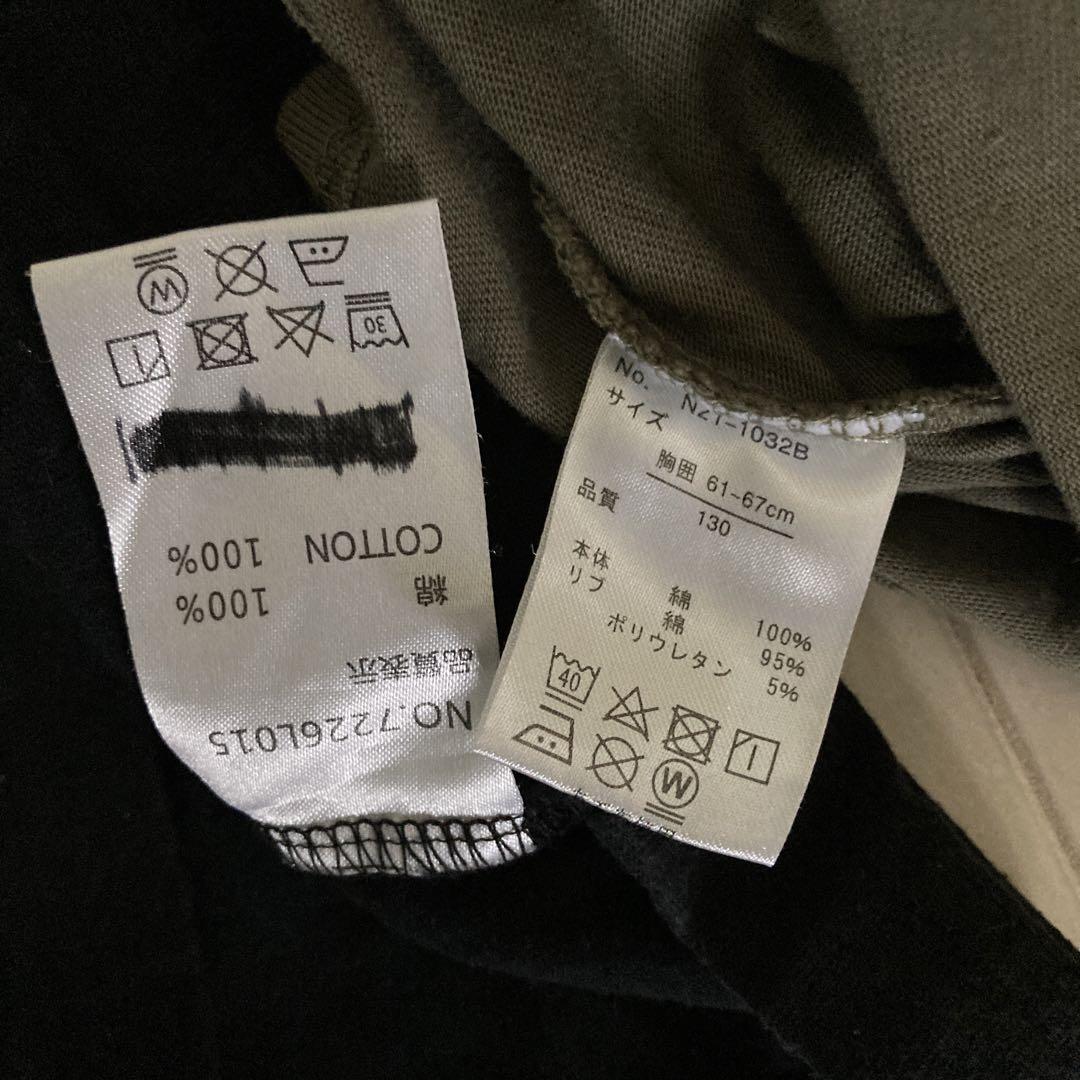 NO.7226L015
品質表示
綿 100%
COTTON 100%
30
W
No. NZ1-1032B
サイズ
胸囲 61~67cm
130
品質
本体 綿 100%
リブ 綿 95%
ポリウレタン 5%
40
W